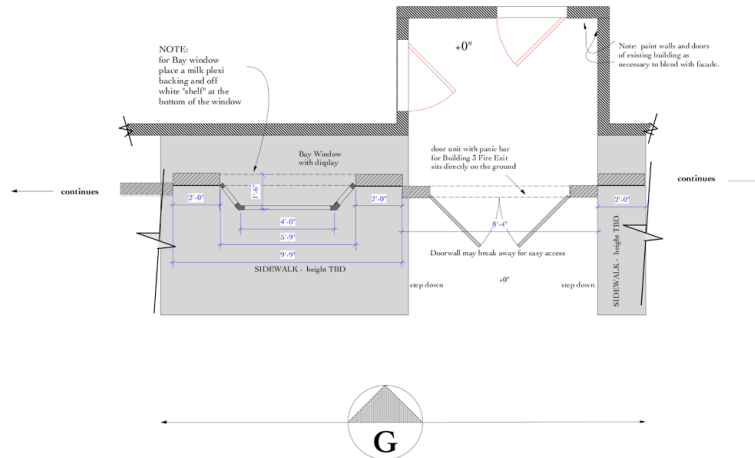 NOTE:
for Bay window
place a milk plexi
backing and off
white "shelf" at the
bottom of the window
+0"
Note: paint walls and doors
of existing building as
necessary to blend with facade.
Bay Window
with display
door unit with panic bar
for Building 3 Fire Exit
sits directly on the ground
continues
continues
2'-0"
1'-6"
2'-0"
2'-0"
4'-0"
5'-9"
9'-9"
8'-4"
Doorwall may break away for easy access
SIDEWALK - height TBD
SIDEWALK - height TBD
step down
+0"
step down
G